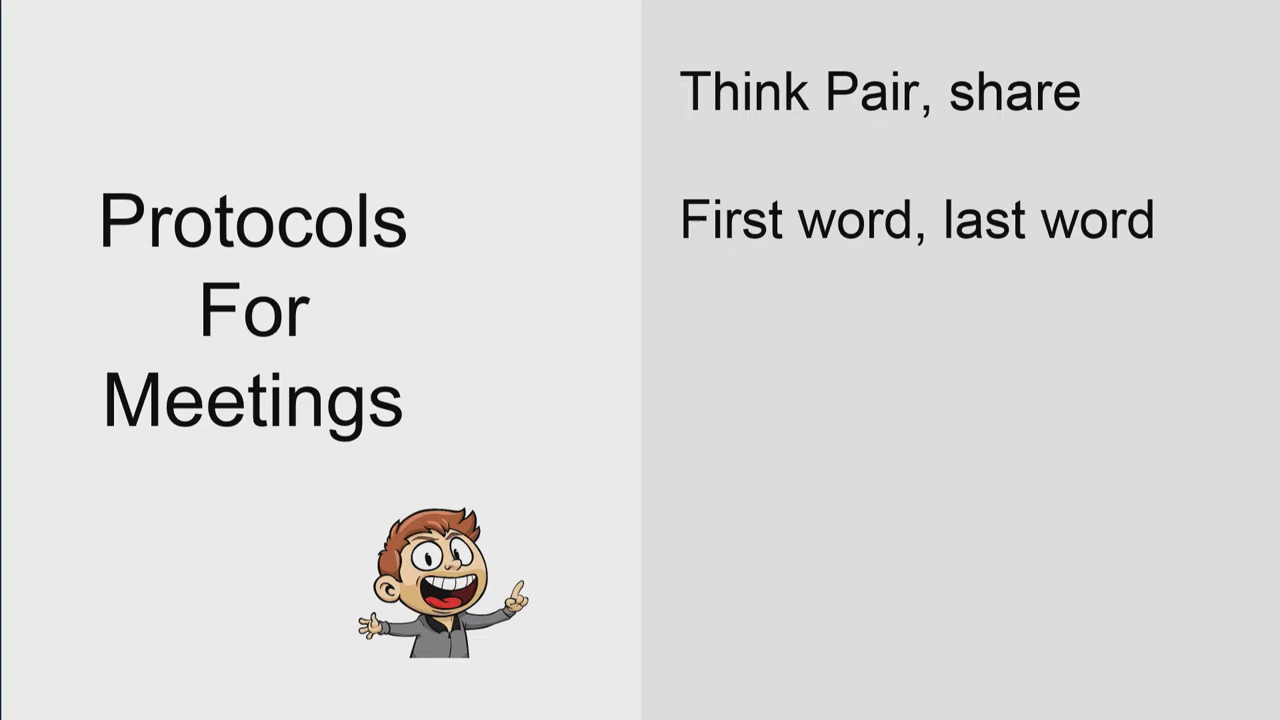 Protocols
For
Meetings
Think Pair, share
First word, last word